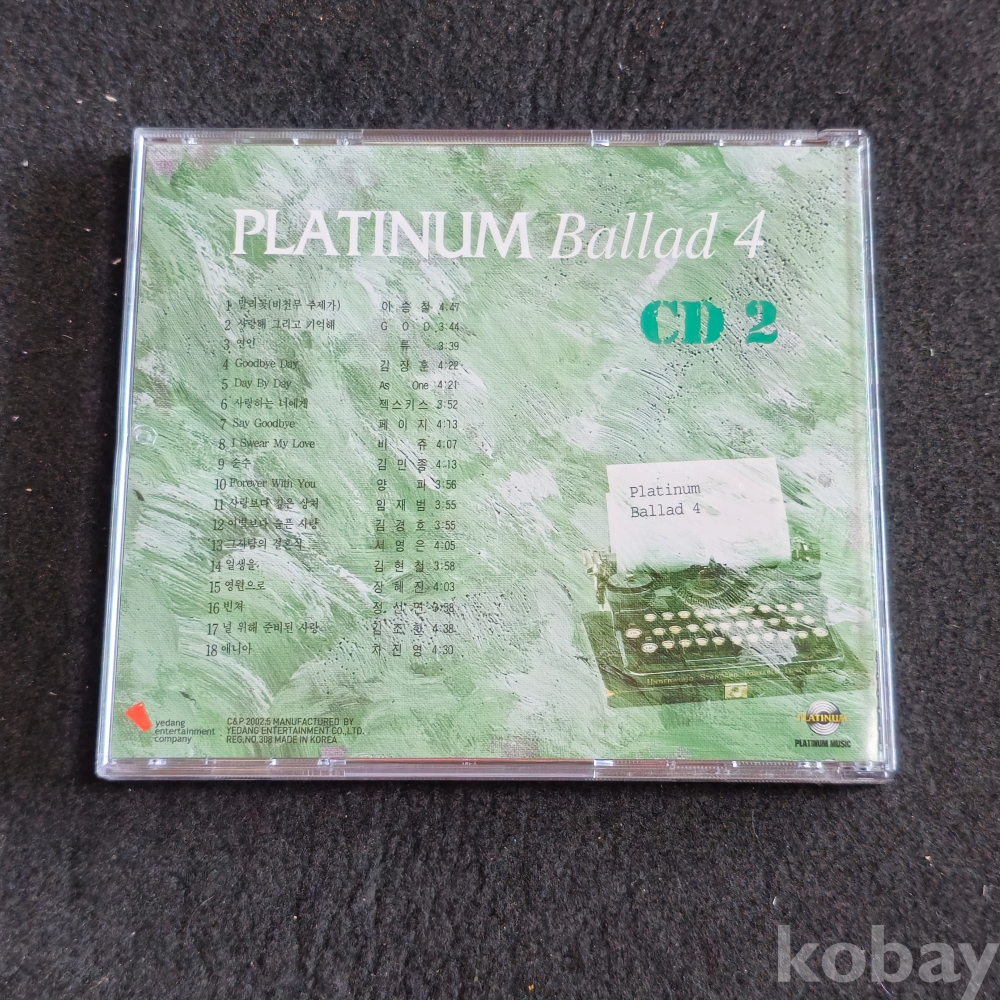 PLATINUM Ballad 4
CD 2
1 말리꽃(비천무 주제가) 이 승 철 4:47
2 사랑해 그리고 기억해 G O D 3:44
3 연인 류 3:39
4 Goodbye Day 김 장 훈 4:22
5 Day By Day As One 4:21
6 사랑하는 너에게 젝스키스 3:52
7 Say Goodbye 페 이 지 4:13
8 I Swear My Love 비 쥬 4:07
9 순수 김 민 종 4:13
10 Forever With You 양 파 3:56
11 사랑보다 깊은 상처 임 재 범 3:55
12 이별보다 슬픈 사랑 김 경 호 3:55
13 그사람의 결혼식 서 영 은 4:05
14 일생을 김 현 철 3:58
15 영원으로 장 혜 진 4:03
16 빈처 정 선 연 3:58
17 널 위해 준비된 사랑 김 조 한 4:38
18 애니아 차 진 영 4:30
Platinum
Ballad 4
yedang
entertainment
company
C&P 2002.5 MANUFACTURED BY
YEDANG ENTERTAINMENT CO.,LTD.
REG.NO.308 MADE IN KOREA
PLATINUM
PLATINUM MUSIC
kobay